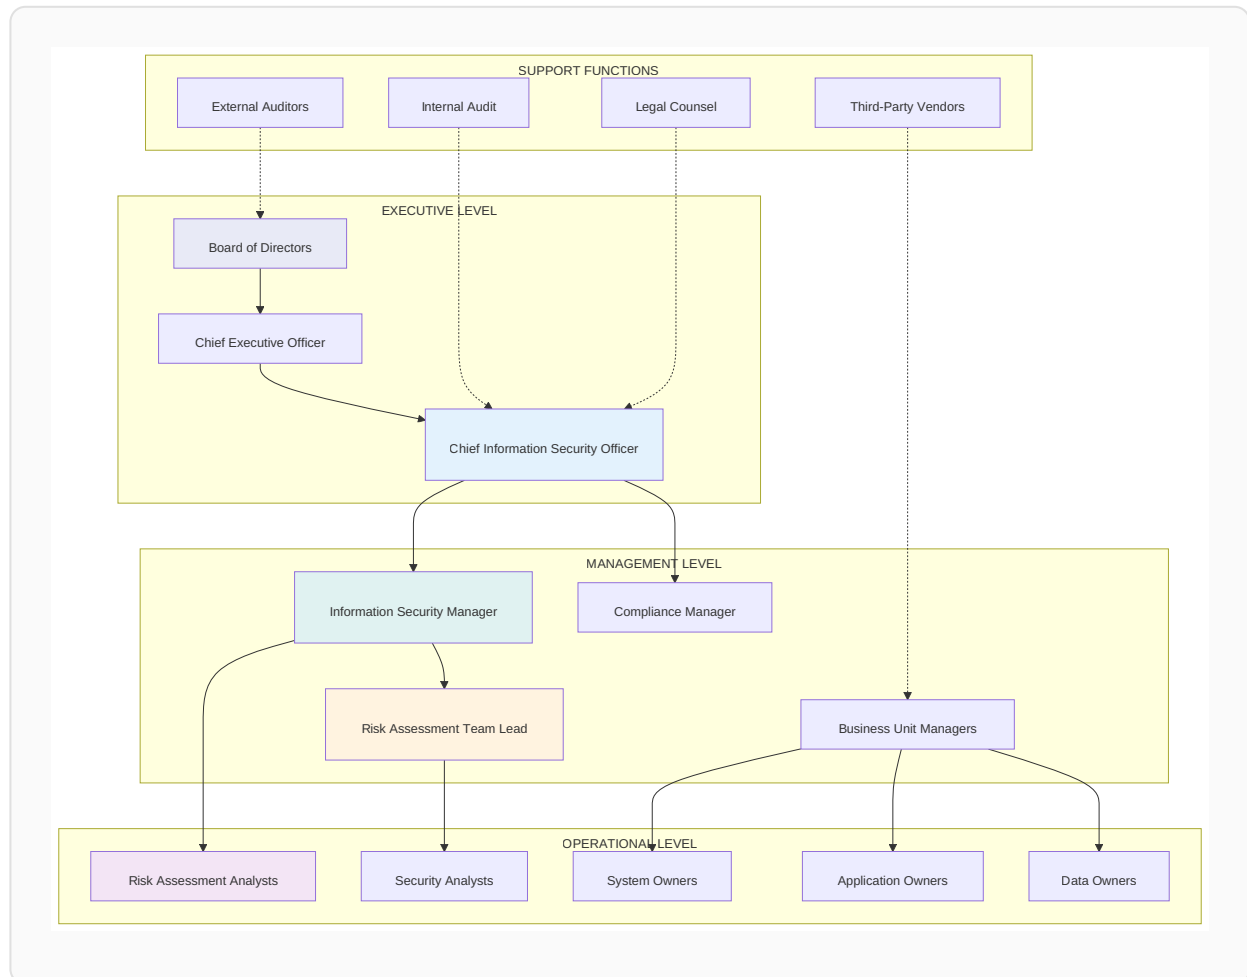 SUPPORT FUNCTIONS
External Auditors
Internal Audit
Legal Counsel
Third-Party Vendors
EXECUTIVE LEVEL
Board of Directors
Chief Executive Officer
Chief Information Security Officer
MANAGEMENT LEVEL
Information Security Manager
Compliance Manager
Risk Assessment Team Lead
Business Unit Managers
OPERATIONAL LEVEL
Risk Assessment Analysts
Security Analysts
System Owners
Application Owners
Data Owners